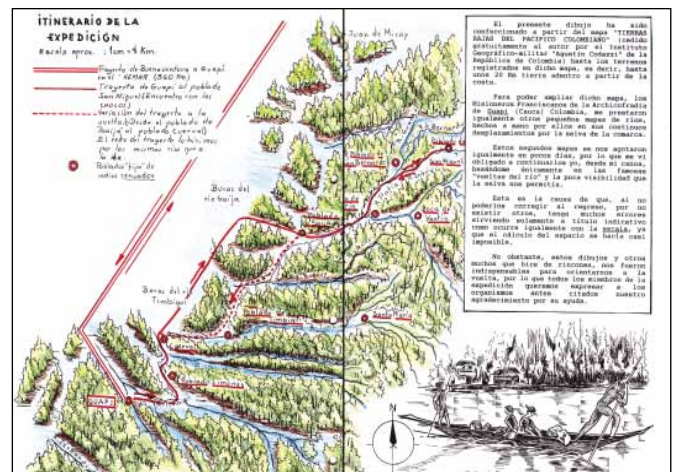 ITINERARIO DE LA
EXPEDICIÓN
Escala aprox. : 1cm = 4 Km.
Trayecto de Buenaventura a Guapi
en el "NEMAR" (360 Km)
Trayecto de Guapi al poblado
San Miguel (Encuentro con los
Variación del trayecto a la
vuelta (Desde el poblado de
Saija al poblado Cuerval)
El resto del trayecto lo hicimos
por los mismos ríos que a
la ida.
Poblados "fijo" de
indios
Juan de Micay
Bocas del
río Saija
Bocas del río
Timbiquí
GUAPI
N
El presente dibujo ha sido
confeccionado a partir del mapa "TIERRAS
BAJAS DEL PACIFICO COLOMBIANO" (cedido
gratuitamente al autor por el Instituto
Geográfico-militar "Agustín Codazzi" de la
República de Colombia) hasta los terrenos
registrados en dicho mapa, es decir, hasta
unos 20 Km tierra adentro a partir de la
costa.
Para poder ampliar dicho mapa, los
Misioneros Franciscanos de la Archicofradía
de Guapi, (Cauca) Colombia, me prestaron
igualmente otros pequeños mapas de ríos,
hechos a mano por ellos en sus continuos
desplazamientos por la selva de la comarca.
Estos segundos mapas se nos agotaron
igualmente en pocos días, por lo que me vi
obligado a continuarlos yo, desde mi canoa,
basándome únicamente en las famosas
"vueltas del río" y la poca visibilidad que
la selva nos permitía.
Esta es la causa de que, al no
poderlos corregir al regreso, por no
existir otros, tenga muchos errores
sirviendo solamente a título indicativo
como ocurre igualmente con la escala, ya
que el cálculo del espacio se hacía casi
imposible.
No obstante, estos dibujos y otros
muchos que hice de rincones, nos fueron
indispensables para orientarnos a la
vuelta, por lo que todos los miembros de la
expedición queremos expresar a los
organismos antes citados nuestro
agradecimiento por su ayuda.